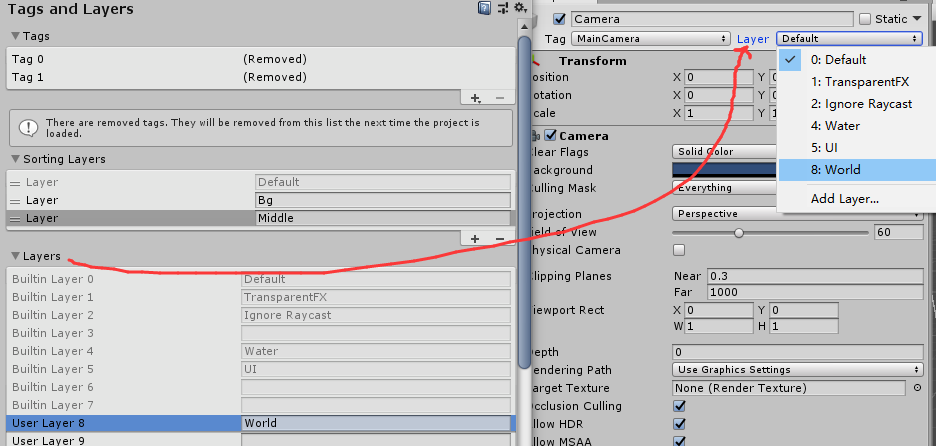 Tags and Layers
Tags
Tag 0 (Removed)
Tag 1 (Removed)
There are removed tags. They will be removed from this list the next time the project is
loaded.
Sorting Layers
Layer Default
Layer Bg
Layer Middle
Layers
Builtin Layer 0 Default
Builtin Layer 1 TransparentFX
Builtin Layer 2 Ignore Raycast
Builtin Layer 3
Builtin Layer 4 Water
Builtin Layer 5 UI
Builtin Layer 6
Builtin Layer 7
User Layer 8 World
User Layer 9
Camera Static
Tag MainCamera Layer Default
0: Default
1: TransparentFX
2: Ignore Raycast
4: Water
5: UI
8: World
Add Layer...
Transform
osition X 0 Y
otation X 0 Y
cale X 1 Y
Camera
lear Flags Solid Color
ackground
ulling Mask Everything
rojection Perspective
ield of View 60
hysical Camera
lipping Planes Near 0.3
Far 1000
iewport Rect X 0 Y 0
W 1 H 1
epth 0
endering Path Use Graphics Settings
arget Texture None (Render Texture)
cclusion Culling
llow HDR
llow MSAA